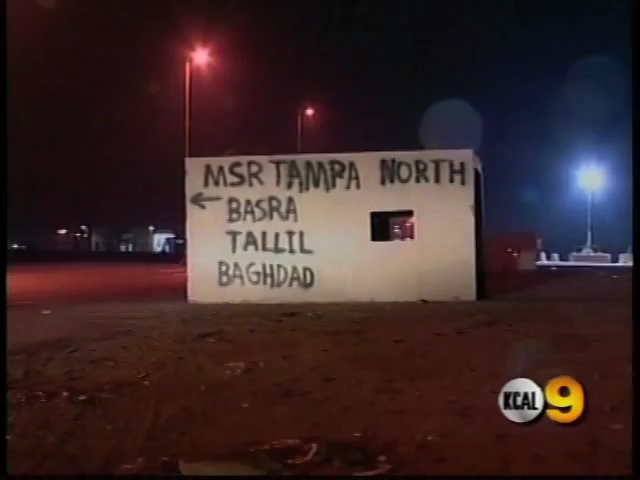 MSR TAMPA NORTH
← BASRA
TALLIL
BAGHDAD
KCAL 9